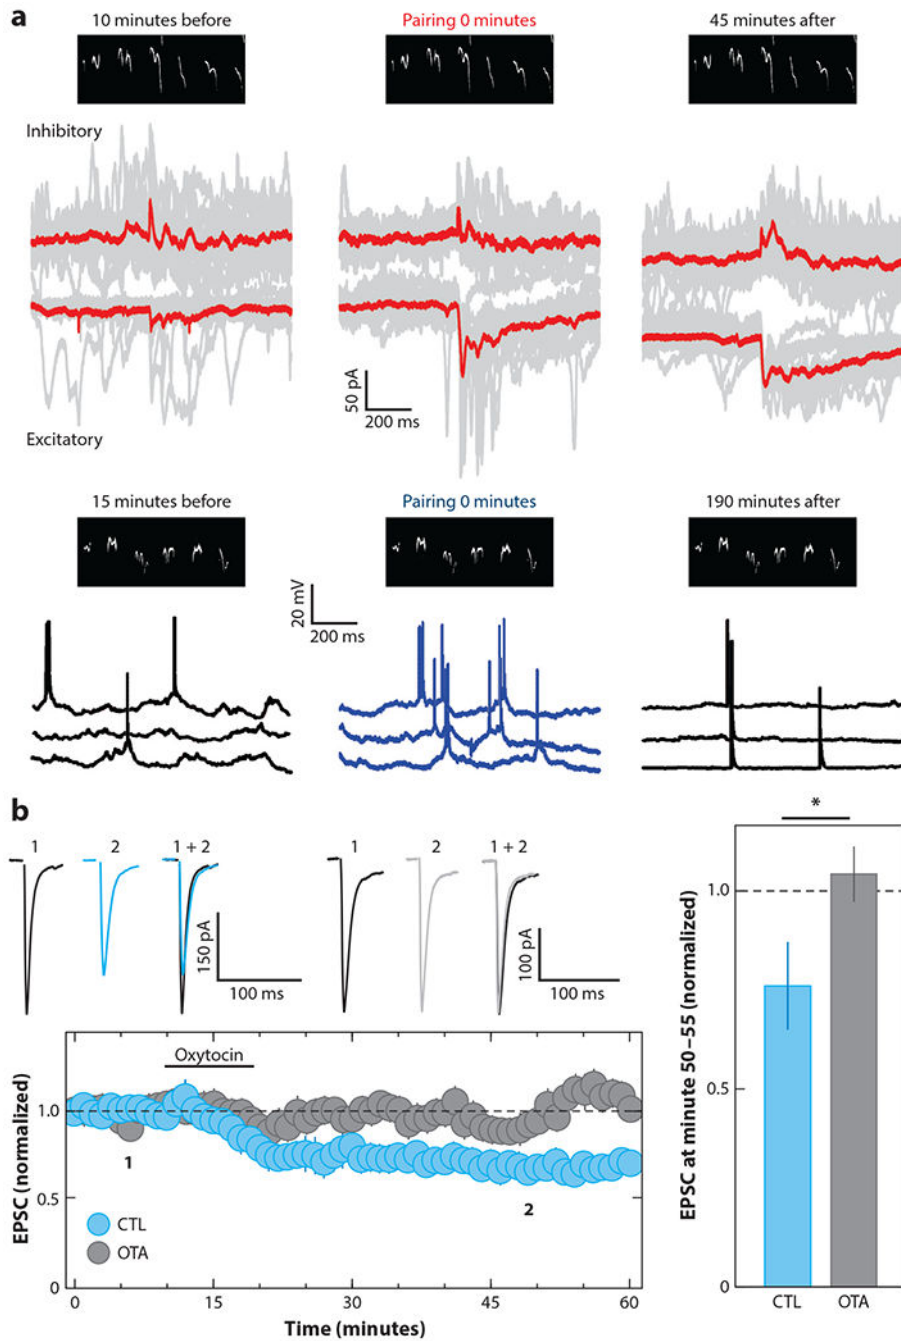 a
10 minutes before
Pairing 0 minutes
45 minutes after
Inhibitory
Excitatory
50 pA
200 ms
15 minutes before
Pairing 0 minutes
190 minutes after
20 mV
200 ms
b
1
2
1 + 2
150 pA
100 ms
1
2
1 + 2
100 pA
100 ms
EPSC (normalized)
1.0
0.5
0
Oxytocin
1
2
CTL
OTA
0
15
30
45
60
Time (minutes)
*
EPSC at minute 50–55 (normalized)
1.0
0.5
0
CTL
OTA